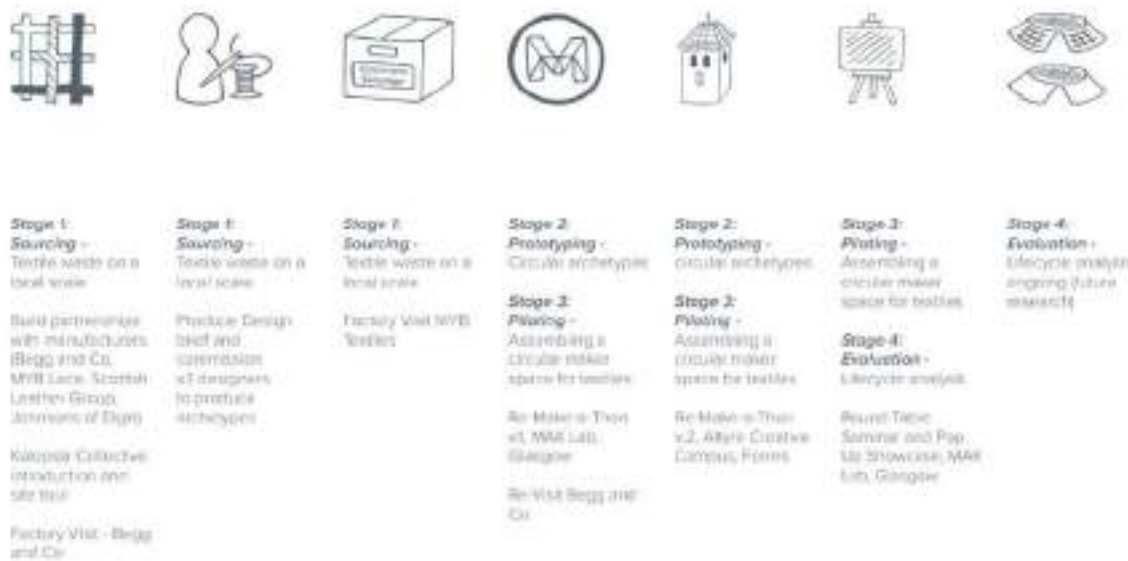 Stage 1:
Sourcing -
Textile waste on a
local scale
Build partnerships
with manufacturers
(Begg and Co,
MYB Lace, Scottish
Leather Group,
Johnstons of Elgin)
Kalopsia Collective
introduction and
site tour
Factory Visit - Begg
and Co
Stage 1:
Sourcing -
Textile waste on a
local scale
Produce Design
brief and
commission
x3 designers
to produce
archetypes
Stage 1:
Sourcing -
Textile waste on a
local scale
Factory Visit MYB
Textiles
Stage 2:
Prototyping -
Circular archetypes
Stage 3:
Piloting -
Assembling a
circular maker
space for textiles
Re-Make-a-Thon
v1, MAK Lab,
Glasgow
Re-Visit Begg and
Co
Stage 2:
Prototyping -
circular archetypes
Stage 3:
Piloting -
Assembling a
circular maker
space for textiles
Re-Make-a-Thon
v.2, Altyre Creative
Campus, Forres
Stage 3:
Piloting -
Assembling a
circular maker
space for textiles
Stage 4:
Evaluation -
Lifecycle analysis
Round Table
Seminar and Pop
Up Showcase, MAK
Lab, Glasgow
Stage 4:
Evaluation -
Lifecycle analysis
ongoing (future
research)